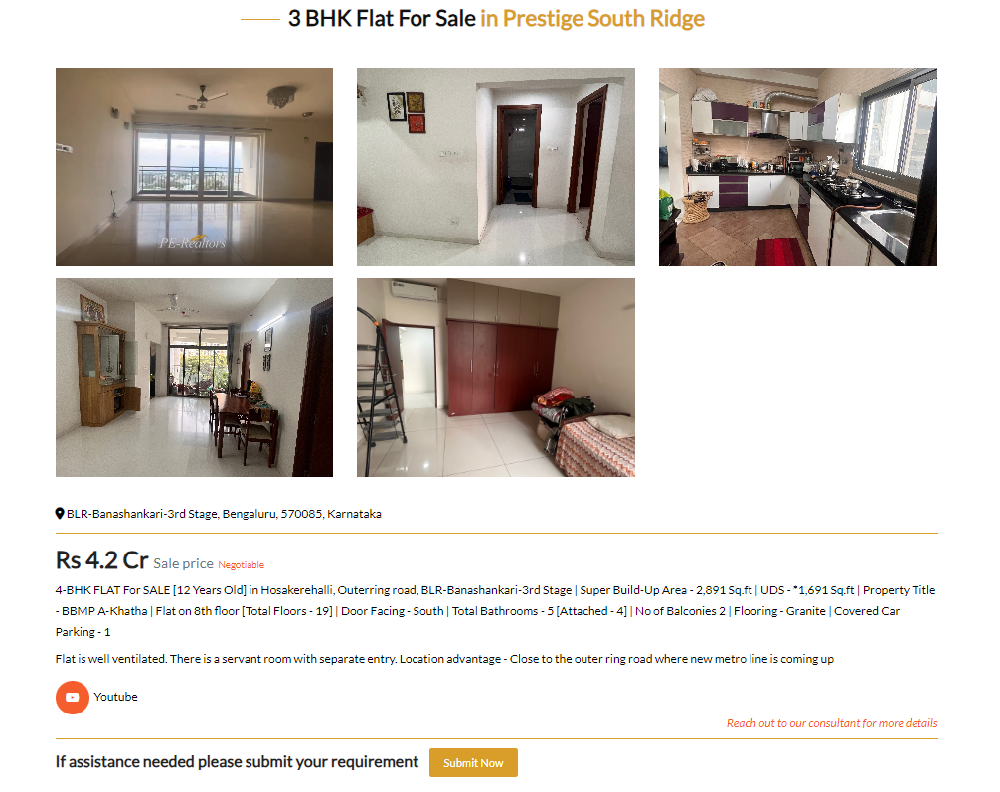 3 BHK Flat For Sale in Prestige South Ridge
PE-Realtors
BLR-Banashankari-3rd Stage, Bengaluru, 570085, Karnataka
Rs 4.2 Cr Sale price Negotiable
4-BHK FLAT For SALE [12 Years Old] in Hosakerehalli, Outerring road, BLR-Banashankari-3rd Stage | Super Build-Up Area - 2,891 Sq.ft | UDS - *1,691 Sq.ft | Property Title
- BBMP A-Khatha | Flat on 8th floor [Total Floors - 19] | Door Facing - South | Total Bathrooms - 5 [Attached - 4] | No of Balconies 2 | Flooring - Granite | Covered Car
Parking - 1
Flat is well ventilated. There is a servant room with separate entry. Location advantage - Close to the outer ring road where new metro line is coming up
Youtube
Reach out to our consultant for more details
If assistance needed please submit your requirement Submit Now